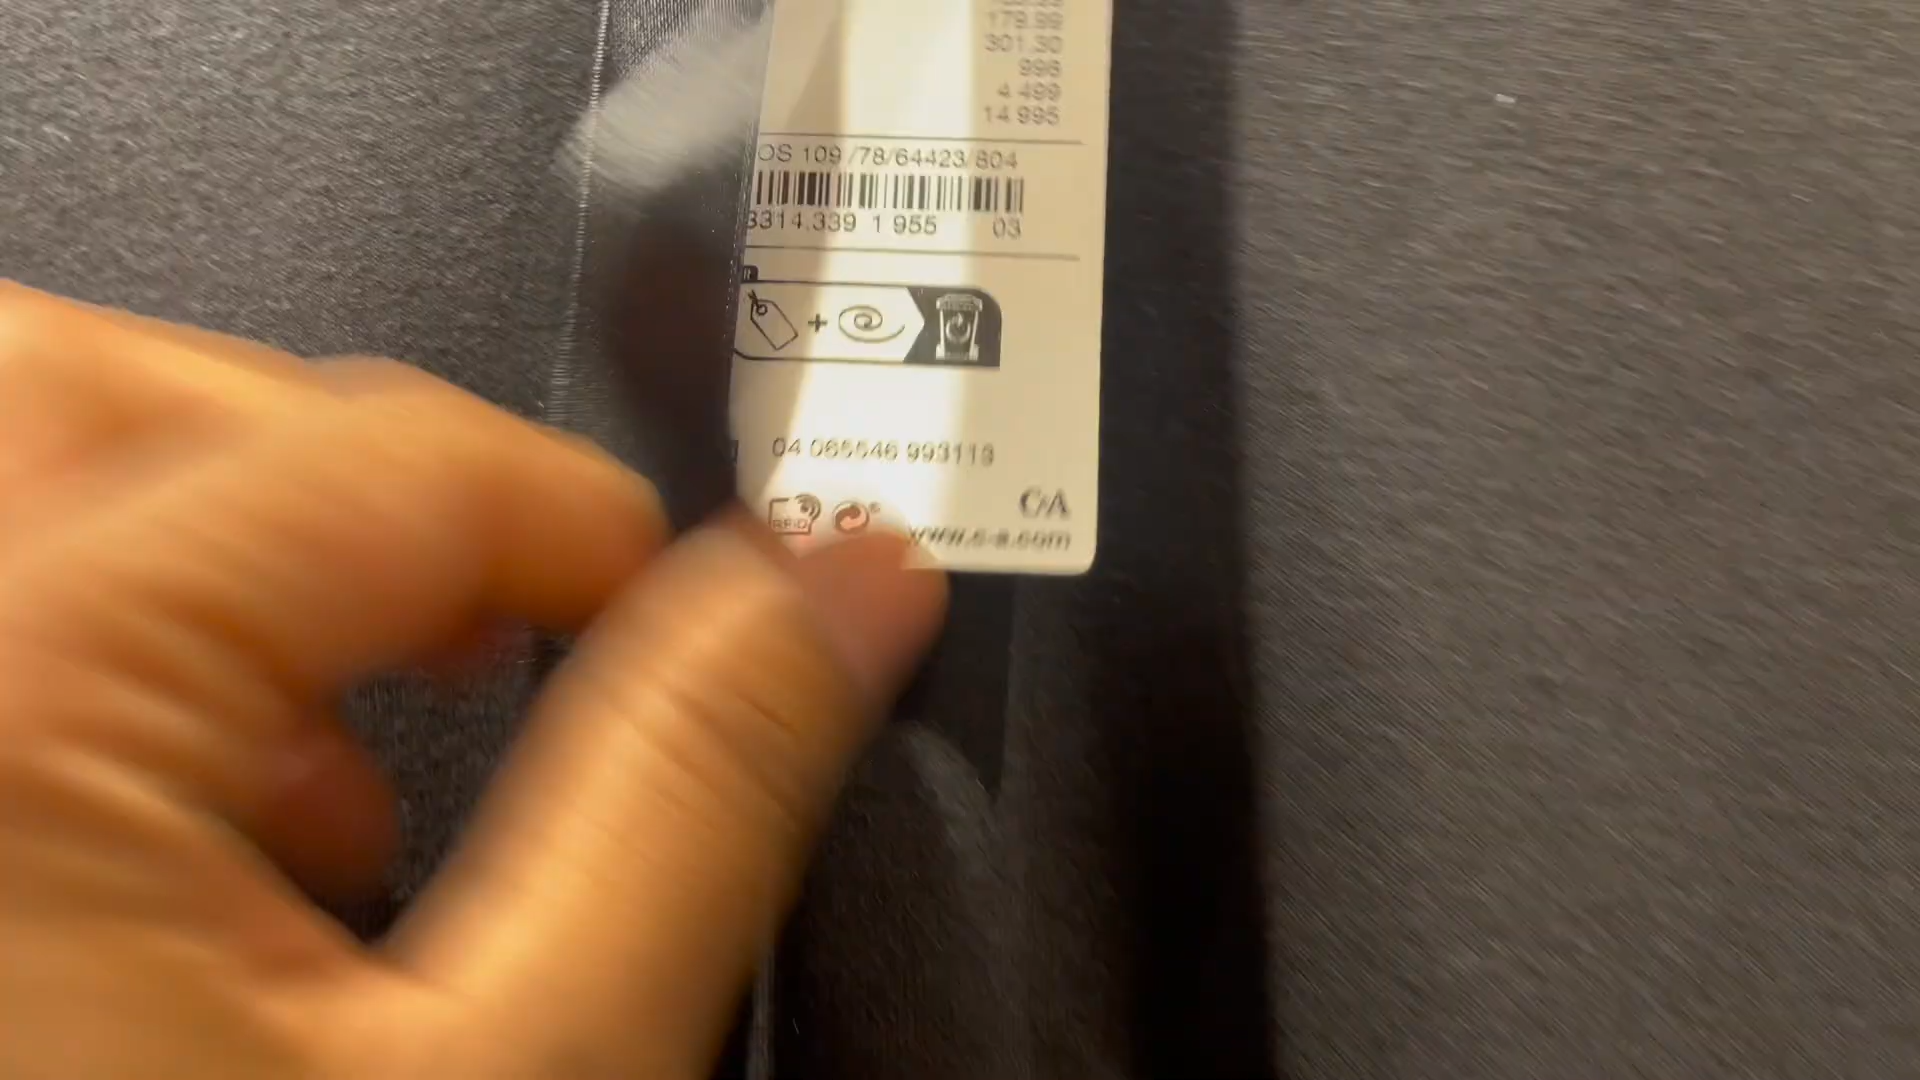 179.99
301.30
996
4 499
14 995
OS 109 /78/64423/804
3314.339 1 955 03
+
04 065546 993113
RFID
C&A
www.c-a.com